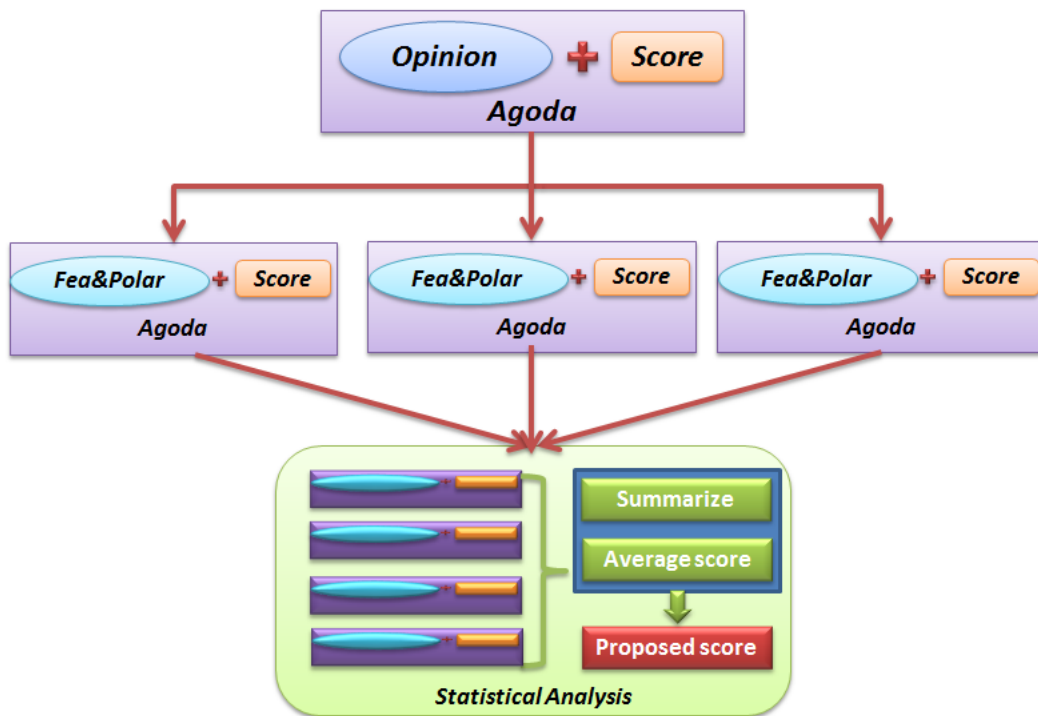 Opinion + Score
Agoda
Fea&Polar + Score
Agoda
Fea&Polar + Score
Agoda
Fea&Polar + Score
Agoda
Summarize
Average score
Proposed score
Statistical Analysis